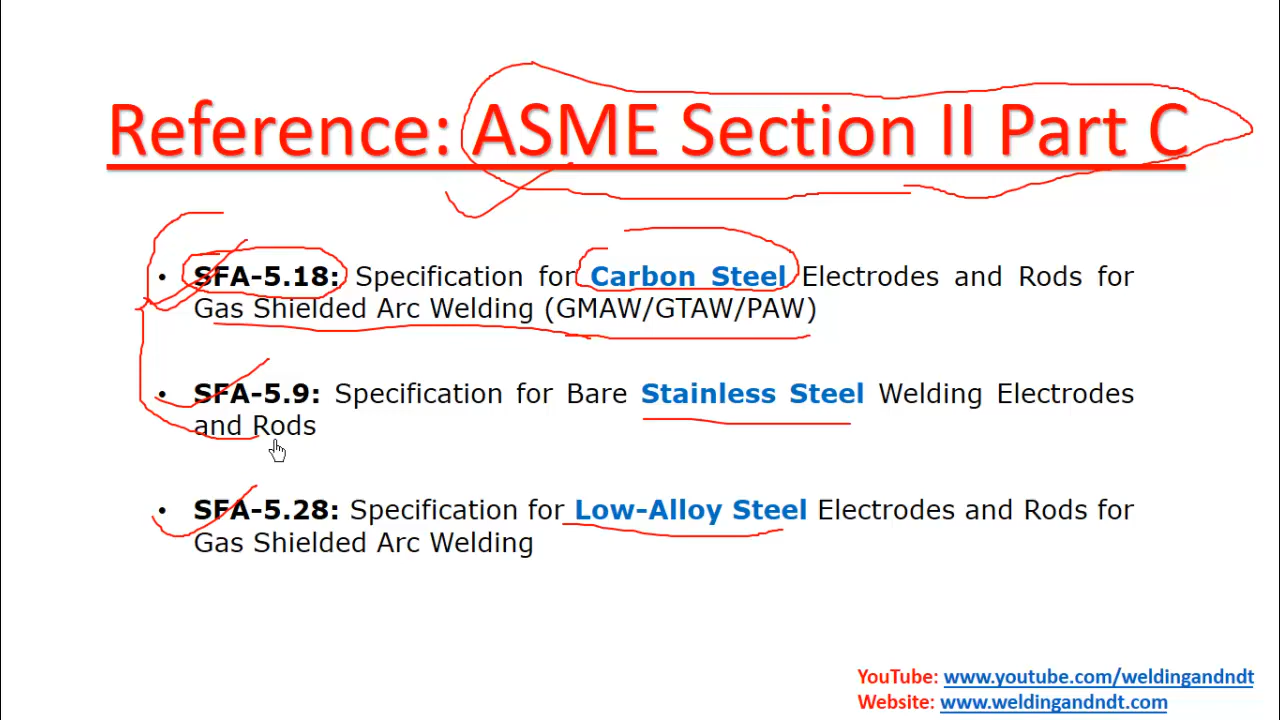 Reference: ASME Section II Part C
• SFA-5.18: Specification for Carbon Steel Electrodes and Rods for
Gas Shielded Arc Welding (GMAW/GTAW/PAW)
• SFA-5.9: Specification for Bare Stainless Steel Welding Electrodes
and Rods
• SFA-5.28: Specification for Low-Alloy Steel Electrodes and Rods for
Gas Shielded Arc Welding
YouTube: www.youtube.com/weldingandndt
Website: www.weldingandndt.com